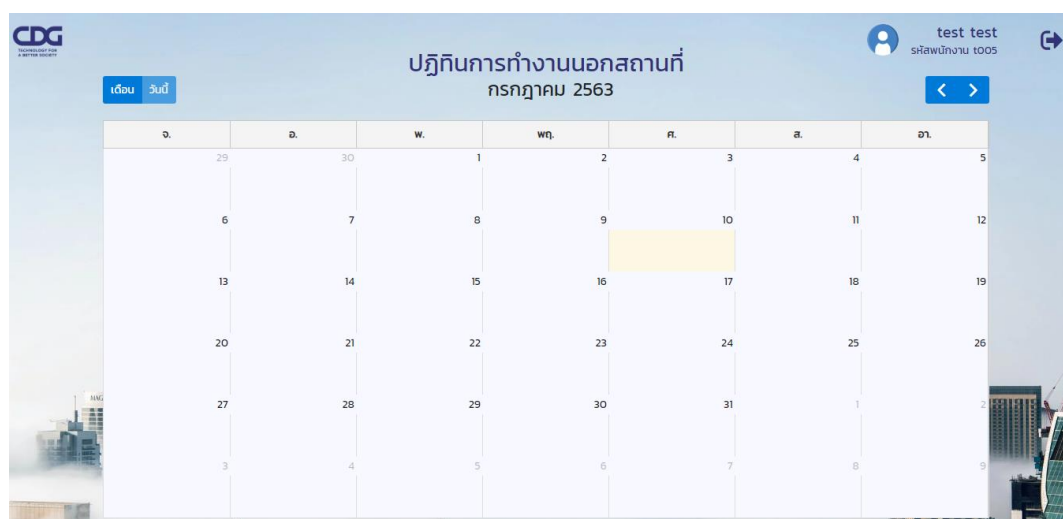 CDG
TECHNOLOGY FOR
A BETTER SOCIETY
test test
รหัสพนักงาน t005
ปฏิทินการทำงานนอกสถานที่
กรกฎาคม 2563
เดือน วันนี้
จ. อ. พ. พฤ. ศ. ส. อา.
29 30 1 2 3 4 5
6 7 8 9 10 11 12
13 14 15 16 17 18 19
20 21 22 23 24 25 26
27 28 29 30 31 1 2
3 4 5 6 7 8 9